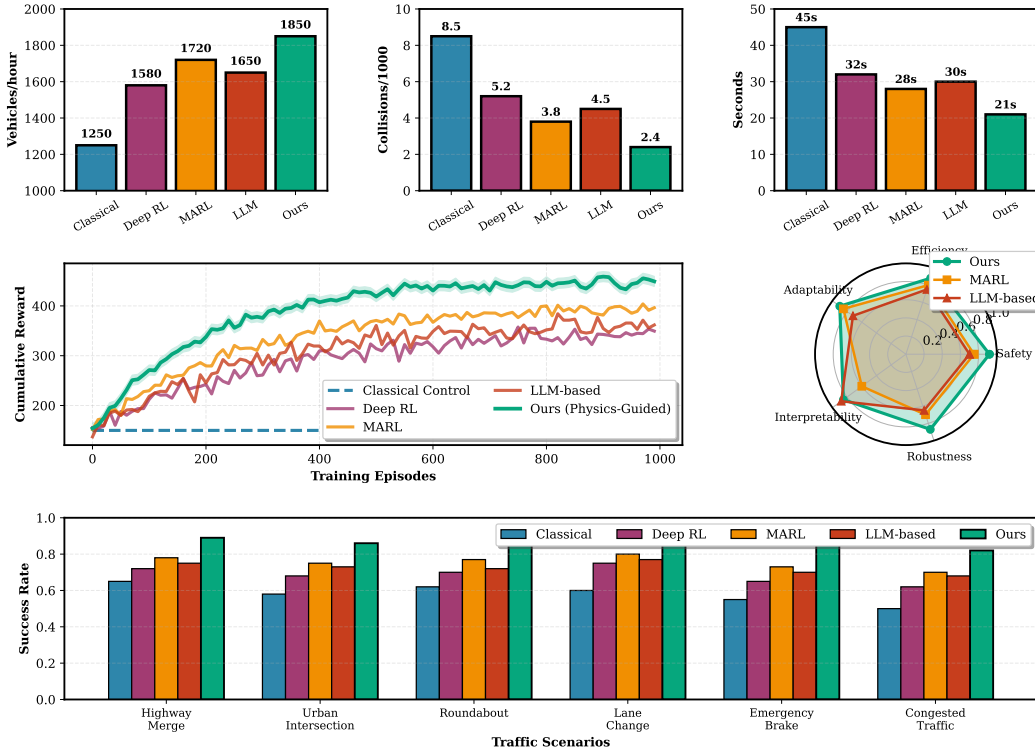 Vehicles/hour
2000
1800
1600
1400
1200
1000
1250
1580
1720
1650
1850
Classical
Deep RL
MARL
LLM
Ours
Collisions/1000
10
8
6
4
2
0
8.5
5.2
3.8
4.5
2.4
Classical
Deep RL
MARL
LLM
Ours
Seconds
50
40
30
20
10
0
45s
32s
28s
30s
21s
Classical
Deep RL
MARL
LLM
Ours
Cumulative Reward
400
300
200
0
200
400
600
800
1000
Training Episodes
Classical Control
Deep RL
MARL
LLM-based
Ours (Physics-Guided)
Efficiency
Adaptability
Interpretability
Robustness
Safety
0.2
0.4
0.6
0.8
1.0
Ours
MARL
LLM-based
Success Rate
1.0
0.8
0.6
0.4
0.2
0.0
Classical
Deep RL
MARL
LLM-based
Ours
Highway
Merge
Urban
Intersection
Roundabout
Lane
Change
Emergency
Brake
Congested
Traffic
Traffic Scenarios